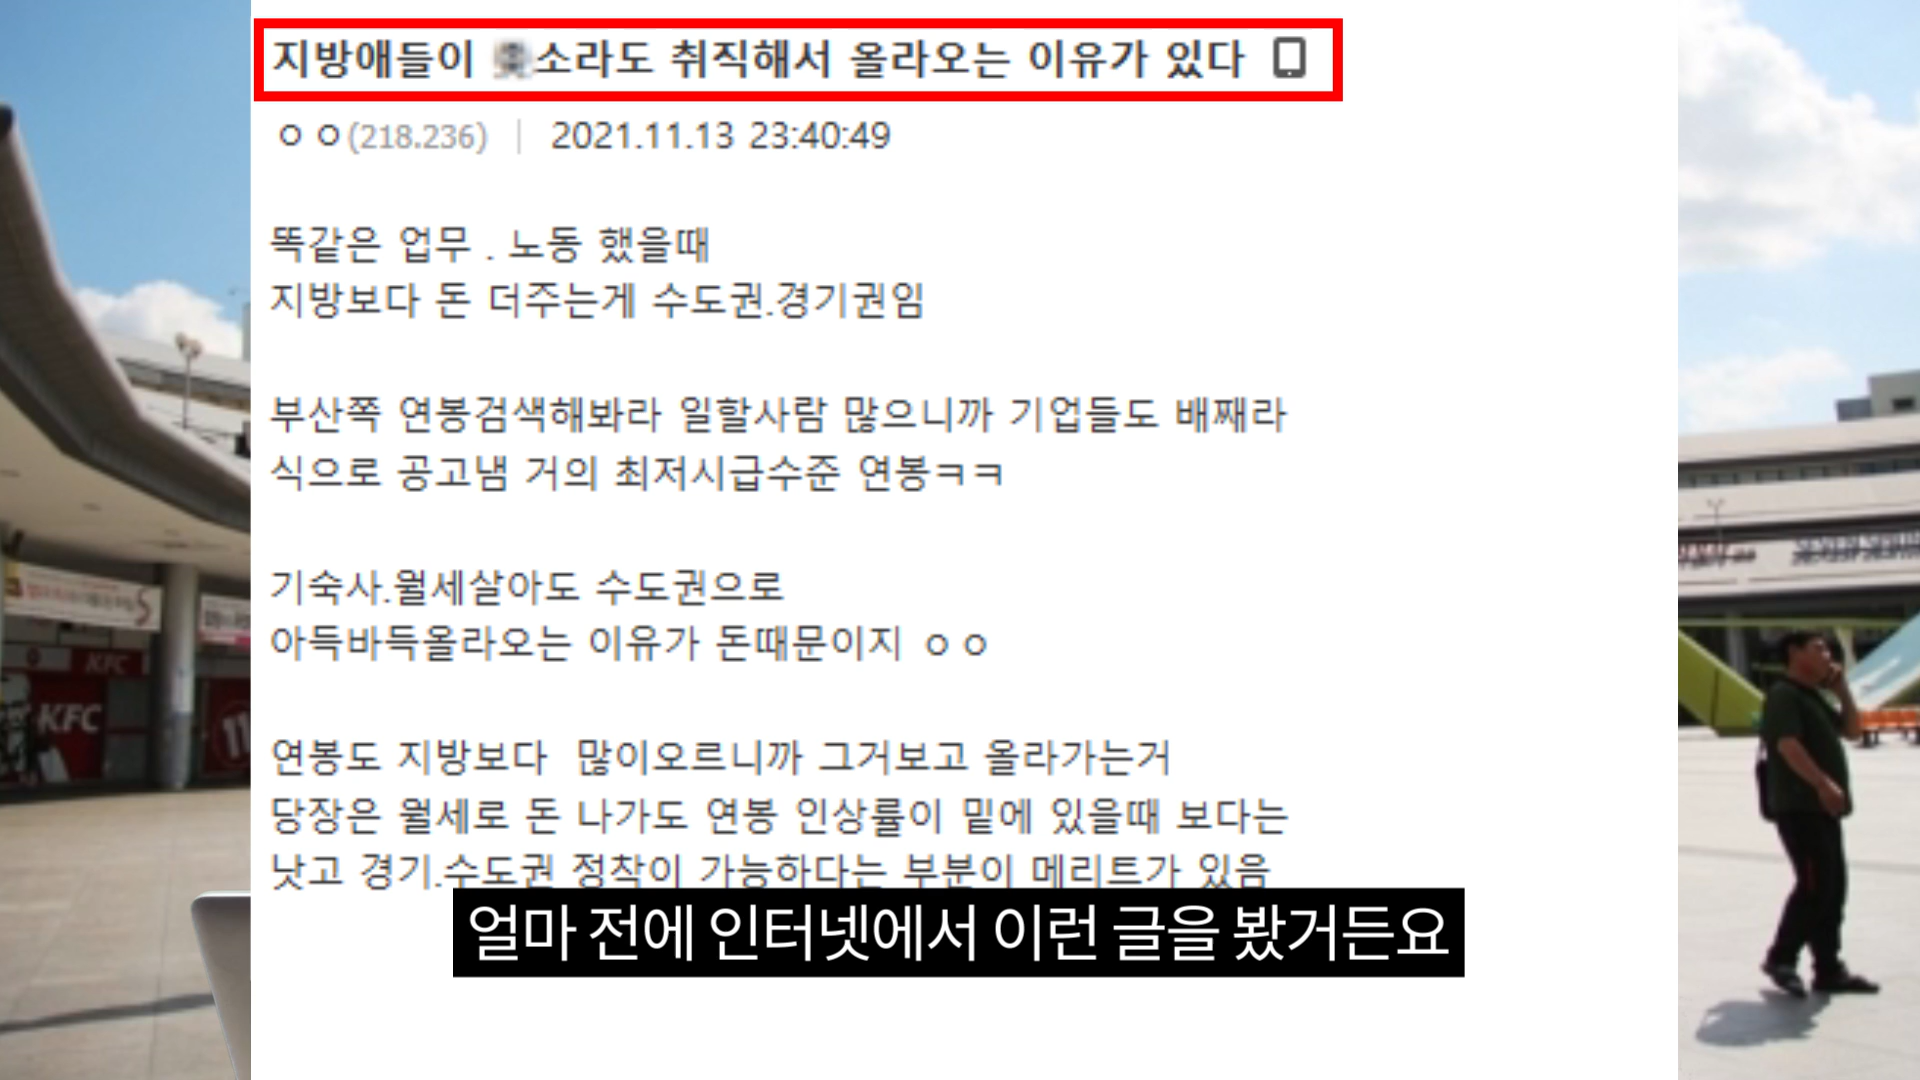 지방애들이 소라도 취직해서 올라오는 이유가 있다
ㅇㅇ(218.236) | 2021.11.13 23:40:49
똑같은 업무 . 노동 했을때
지방보다 돈 더주는게 수도권.경기권임
부산쪽 연봉검색해봐라 일할사람 많으니까 기업들도 배째라
식으로 공고냄 거의 최저시급수준 연봉ㅋㅋ
기숙사.월세살아도 수도권으로
아득바득올라오는 이유가 돈때문이지 ㅇㅇ
연봉도 지방보다 많이오르니까 그거보고 올라가는거
당장은 월세로 돈 나가도 연봉 인상률이 밑에 있을때 보다는
낫고 경기.수도권 정착이 가능하다는 부분이 메리트가 있음
얼마 전에 인터넷에서 이런 글을 봤거든요
KFC
KFC